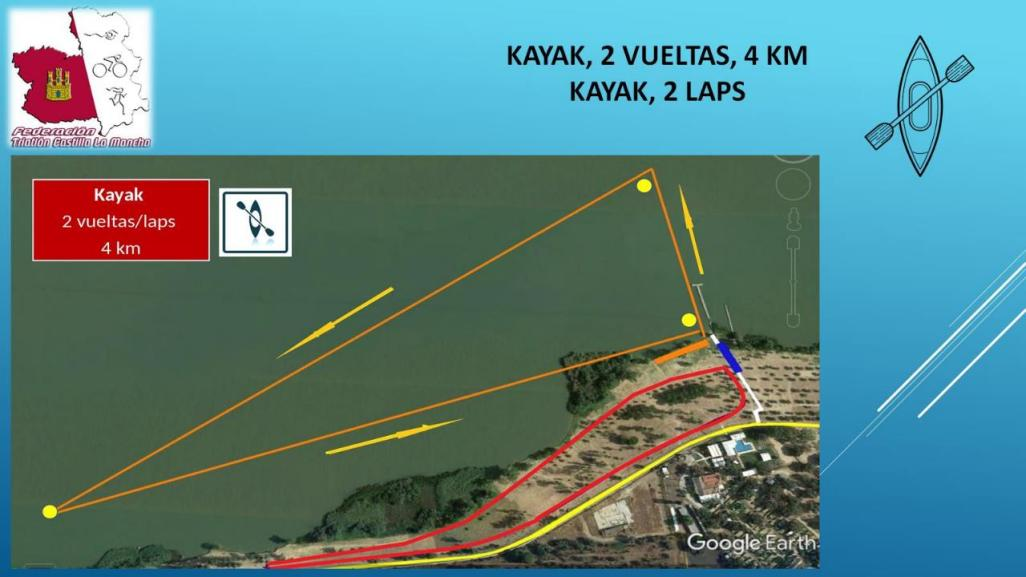 KAYAK, 2 VUELTAS, 4 KM
KAYAK, 2 LAPS
Federación
Triatlón Castilla La Mancha
Kayak
2 vueltas/laps
4 km
Google Earth